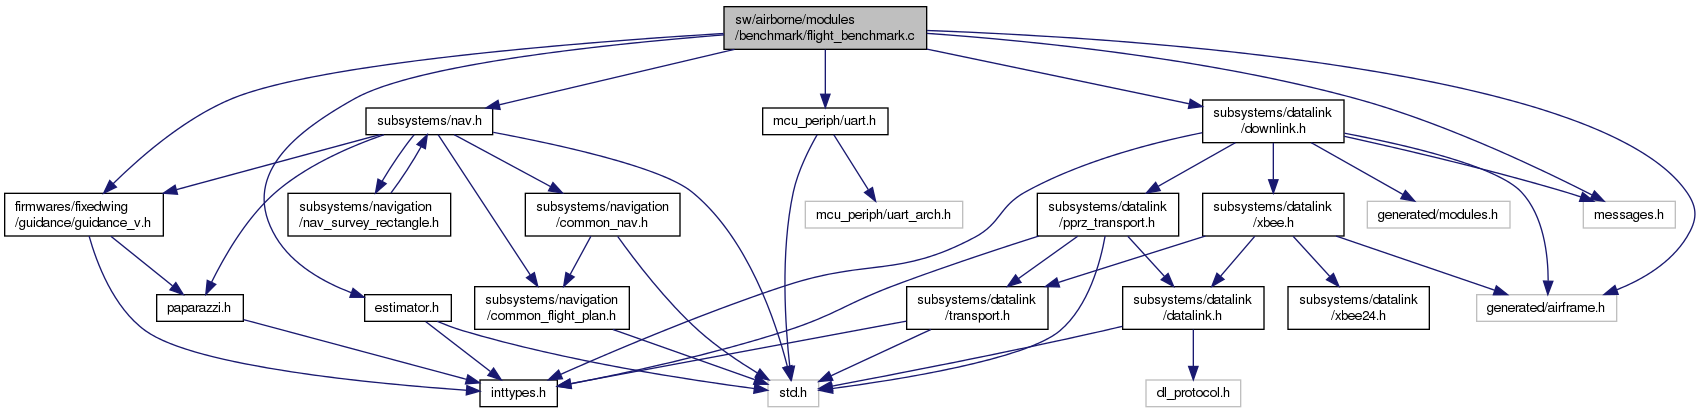 sw/airborne/modules
/benchmark/flight_benchmark.c
subsystems/nav.h
mcu_periph/uart.h
subsystems/datalink
/downlink.h
firmwares/fixedwing
/guidance/guidance_v.h
subsystems/navigation
/nav_survey_rectangle.h
subsystems/navigation
/common_nav.h
mcu_periph/uart_arch.h
subsystems/datalink
/pprz_transport.h
subsystems/datalink
/xbee.h
generated/modules.h
messages.h
paparazzi.h
estimator.h
subsystems/navigation
/common_flight_plan.h
subsystems/datalink
/transport.h
subsystems/datalink
/datalink.h
subsystems/datalink
/xbee24.h
generated/airframe.h
inttypes.h
std.h
dl_protocol.h